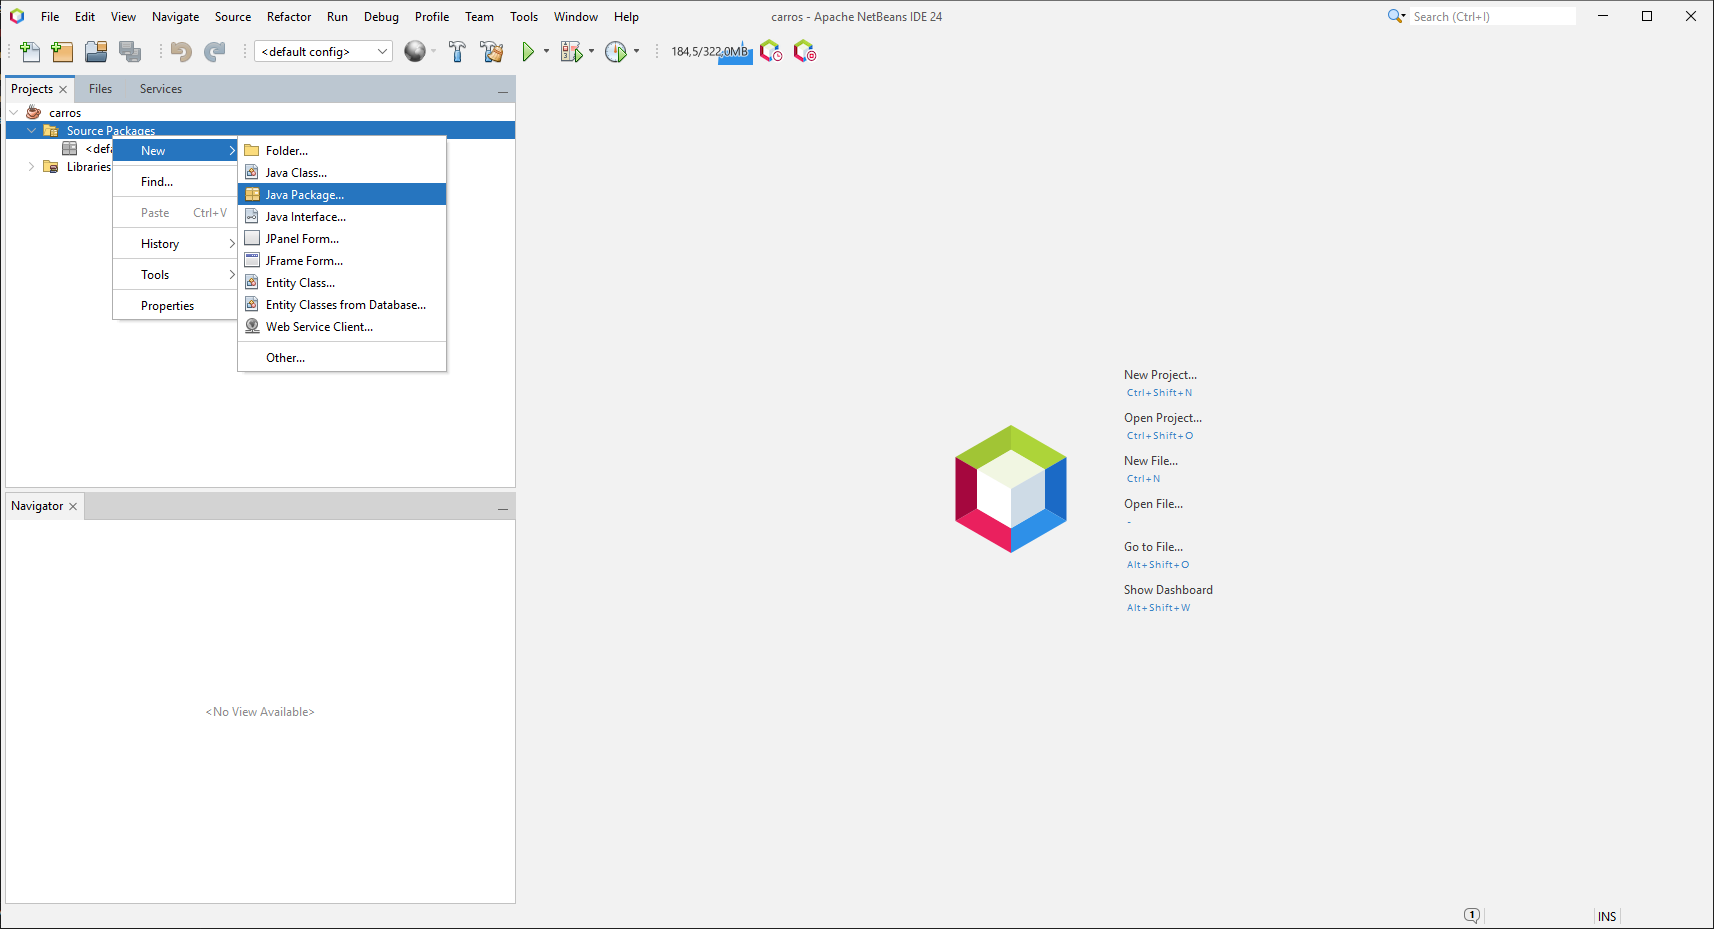 File Edit View Navigate Source Refactor Run Debug Profile Team Tools Window Help carros - Apache NetBeans IDE 24 Search (Ctrl+I)
<default config> 184,5/322,0MB
Projects Files Services
carros
Source Packages
<defa
Libraries
New
Find...
Paste Ctrl+V
History
Tools
Properties
Folder...
Java Class...
Java Package...
Java Interface...
JPanel Form...
JFrame Form...
Entity Class...
Entity Classes from Database...
Web Service Client...
Other...
New Project...
Ctrl+Shift+N
Open Project...
Ctrl+Shift+O
New File...
Ctrl+N
Open File...
-
Go to File...
Alt+Shift+O
Show Dashboard
Alt+Shift+W
Navigator
<No View Available>
1 INS